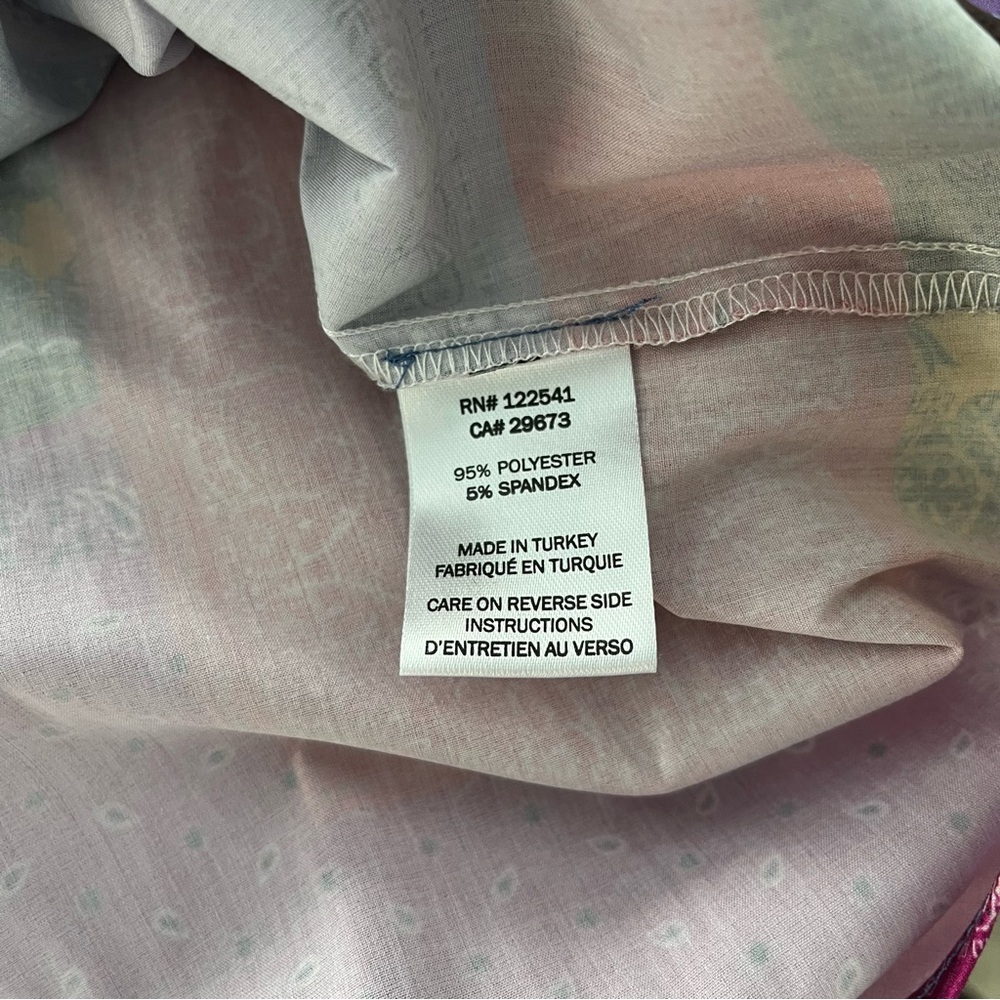 RN# 122541
CA# 29673
95% POLYESTER
5% SPANDEX
MADE IN TURKEY
FABRIQUÉ EN TURQUIE
CARE ON REVERSE SIDE
INSTRUCTIONS
D'ENTRETIEN AU VERSO